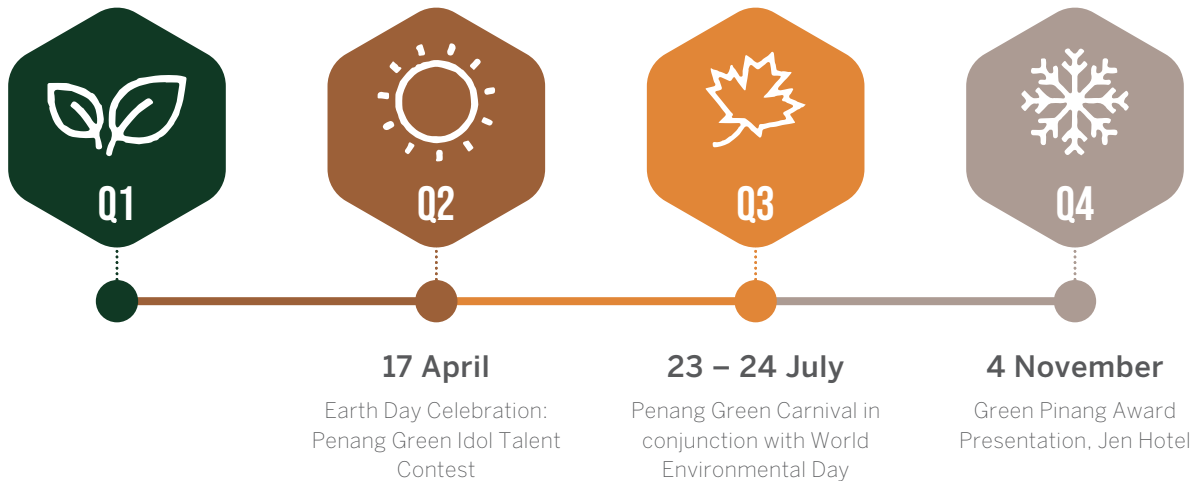 Q1
Q2
Q3
Q4
17 April
Earth Day Celebration:
Penang Green Idol Talent
Contest
23 – 24 July
Penang Green Carnival in
conjunction with World
Environmental Day
4 November
Green Pinang Award
Presentation, Jen Hotel